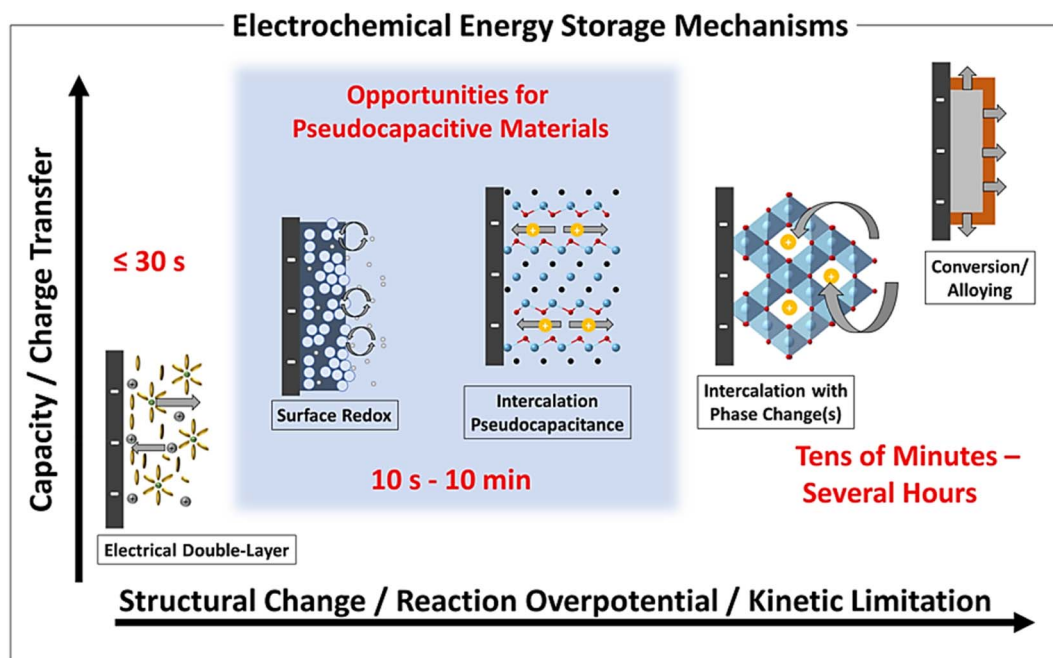 Electrochemical Energy Storage Mechanisms
Capacity / Charge Transfer
≤ 30 s
Electrical Double-Layer
Opportunities for
Pseudocapacitive Materials
Surface Redox
Intercalation
Pseudocapacitance
10 s - 10 min
Intercalation with
Phase Change(s)
Conversion/
Alloying
Tens of Minutes –
Several Hours
Structural Change / Reaction Overpotential / Kinetic Limitation